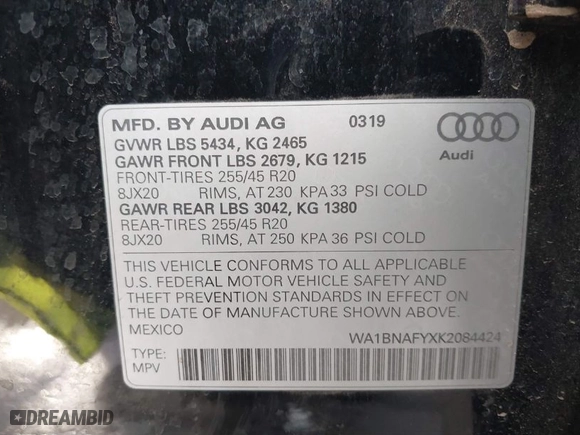 MFD. BY AUDI AG 0319
GVWR LBS 5434, KG 2465
GAWR FRONT LBS 2679, KG 1215
FRONT-TIRES 255/45 R20
8JX20 RIMS, AT 230 KPA 33 PSI COLD
GAWR REAR LBS 3042, KG 1380
REAR-TIRES 255/45 R20
8JX20 RIMS, AT 250 KPA 36 PSI COLD
Audi
THIS VEHICLE CONFORMS TO ALL APPLICABLE
U.S. FEDERAL MOTOR VEHICLE SAFETY AND
THEFT PREVENTION STANDARDS IN EFFECT ON
THE DATE OF MANUFACTURE SHOWN ABOVE.
MEXICO WA1BNAFYXK2084424
TYPE:
MPV
DREAMBID